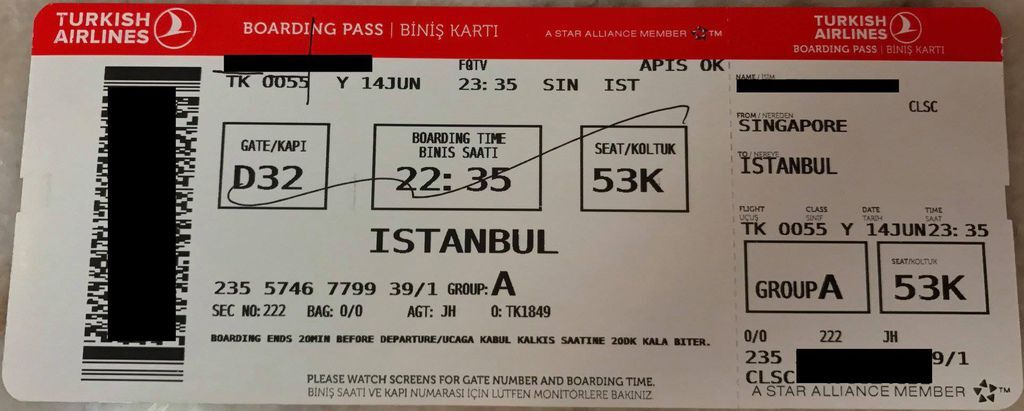 TURKISH AIRLINES
BOARDING PASS | BİNİŞ KARTI
A STAR ALLIANCE MEMBER ™
FQTV APIS OK
TK 0055 Y 14JUN 23:35 SIN IST
GATE/KAPI
D32
BOARDING TIME
BINIS SAATI
22:35
SEAT/KOLTUK
53K
ISTANBUL
235 5746 7799 39/1 GROUP: A
SEC NO:222 BAG: 0/0 AGT: JH O: TK1849
BOARDING ENDS 20MIN BEFORE DEPARTURE/UCAGA KABUL KALKIS SAATINE 20DK KALA BITER.
PLEASE WATCH SCREENS FOR GATE NUMBER AND BOARDING TIME.
BİNİŞ SAATİ VE KAPI NUMARASI İÇİN LÜTFEN MONİTÖRLERE BAKINIZ.
TURKISH AIRLINES
BOARDING PASS | BİNİŞ KARTI
NAME / İSİM
CLSC
FROM / NEREDEN
SINGAPORE
TO / NEREYE
ISTANBUL
FLIGHT CLASS DATE TIME
UÇUŞ SINIF TARİH SAAT
TK 0055 Y 14JUN23:35
GROUPA
SEAT/KOLTUK
53K
0/0 222 JH
235 9/1
CLSC
A STAR ALLIANCE MEMBER ™